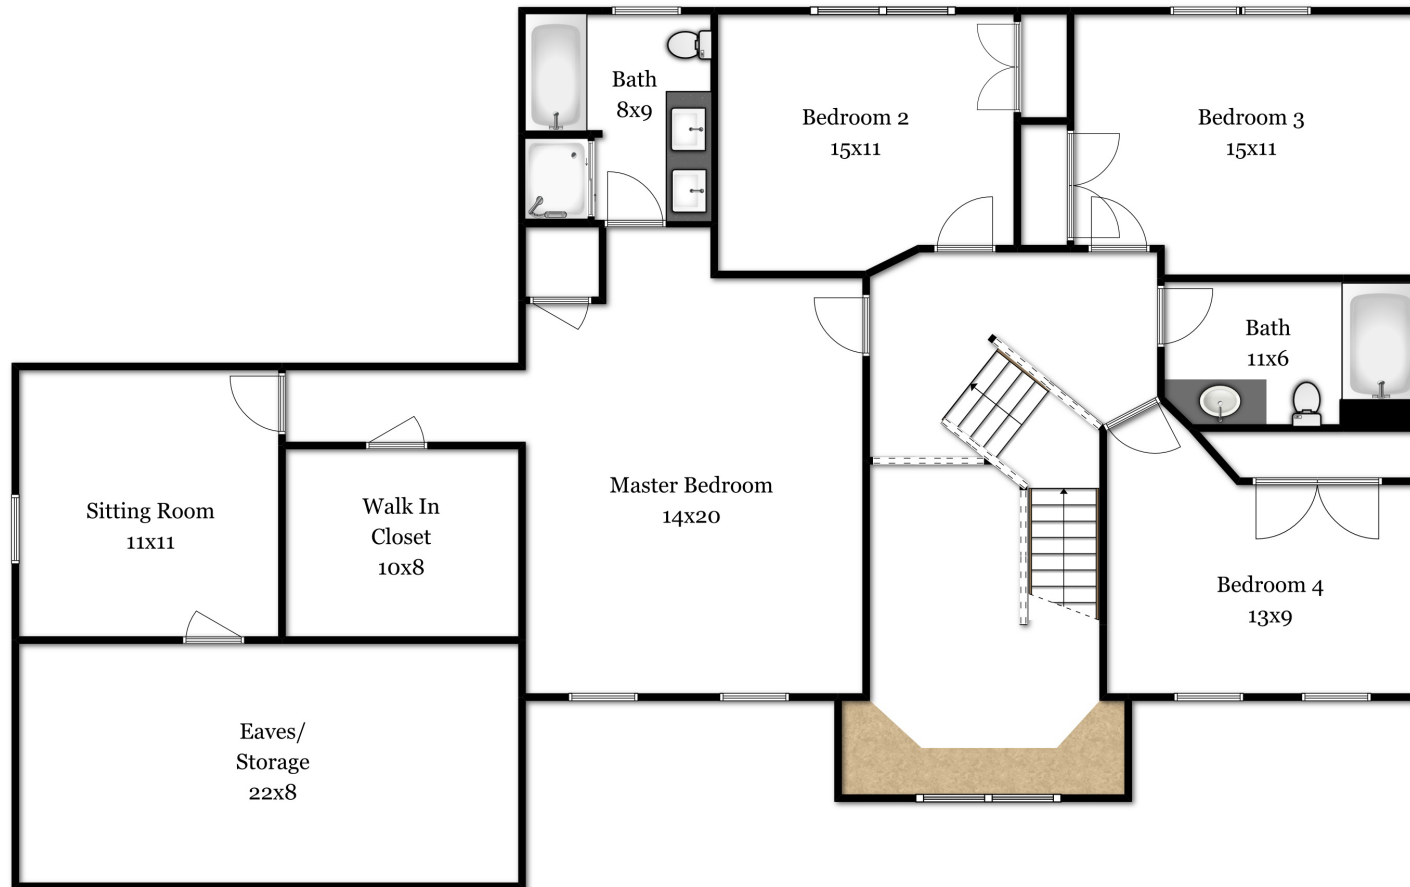 Bath
8x9
Bedroom 2
15x11
Bedroom 3
15x11
Bath
11x6
Master Bedroom
14x20
Walk In
Closet
10x8
Sitting Room
11x11
Bedroom 4
13x9
Eaves/
Storage
22x8